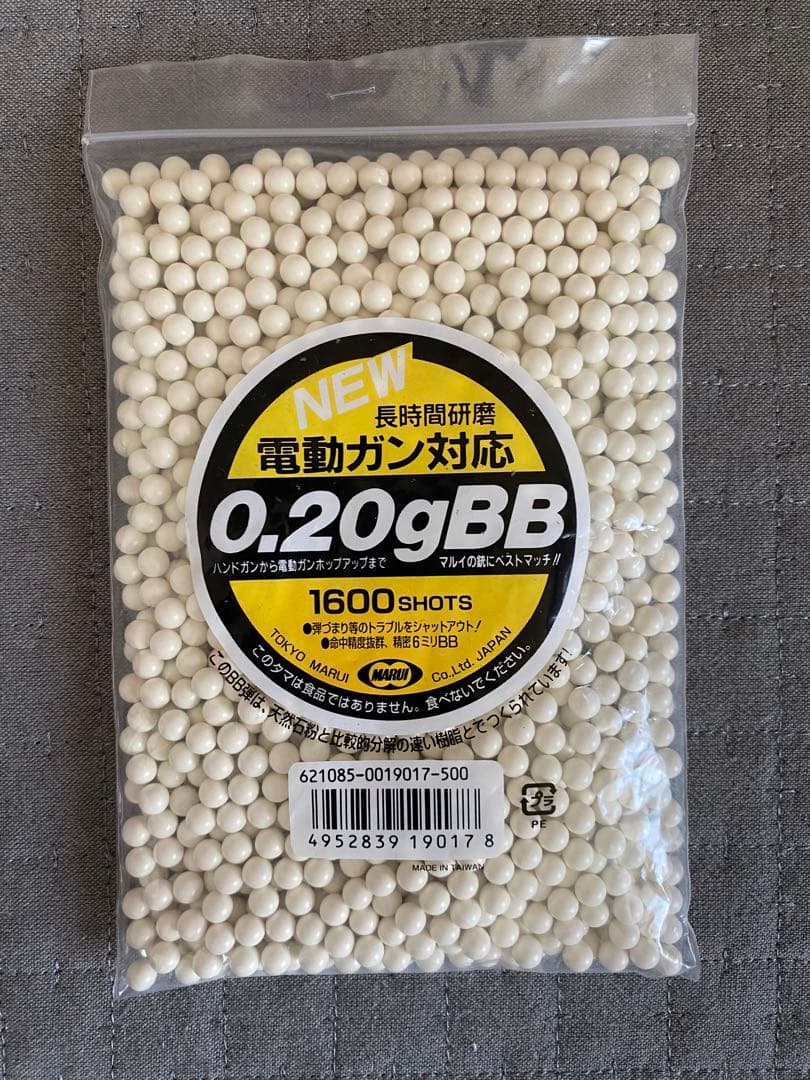 NEW
長時間研磨
電動ガン対応
0.20gBB
ハンドガンから電動ガンホップアップまで マルイの銃にベストマッチ!!
1600 SHOTS
●弾づまり等のトラブルをシャットアウト!
●命中精度抜群、精密6ミリBB
TOKYO MARUI MARUI Co.,Ltd. JAPAN
このタマは食品ではありません。食べないでください。
このBB弾は、天然石粉と比較的分解の速い樹脂とでつくられています!
621085-0019017-500
4952839190178
プラ
PE
MADE IN TAIWAN